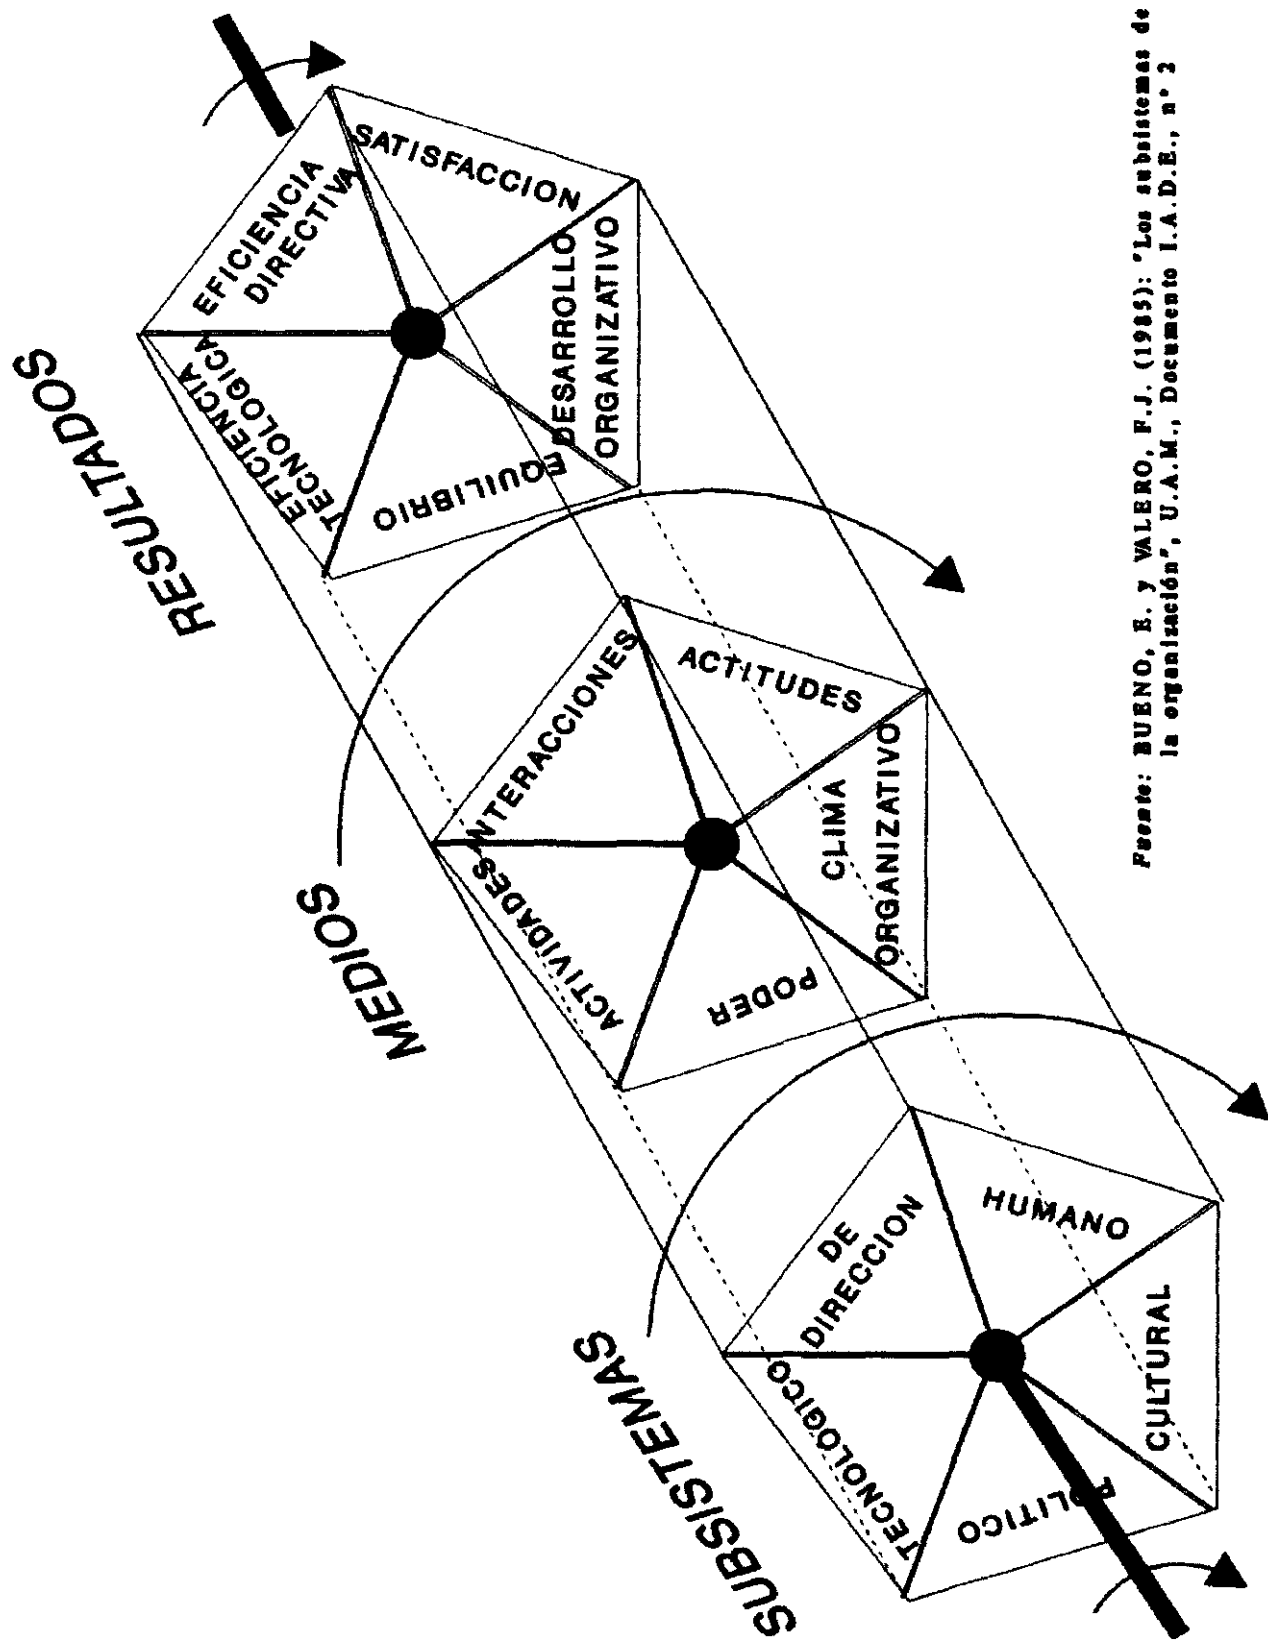 SUBSISTEMAS
MEDIOS
RESULTADOS
TECNOLOGICO
DE
DIRECCION
HUMANO
CULTURAL
POLITICO
ACTIVIDADES
INTERACCIONES
ACTITUDES
CLIMA
ORGANIZATIVO
PODER
EFICIENCIA
TECNOLOGICA
EFICIENCIA
DIRECTIVA
SATISFACCION
DESARROLLO
ORGANIZATIVO
EQUILIBRIO
Fuente: BUENO, E. y VALERO, F.J. (1985): "Los subsistemas de
la organización", U.A.M., Documento I.A.D.E., nº 2